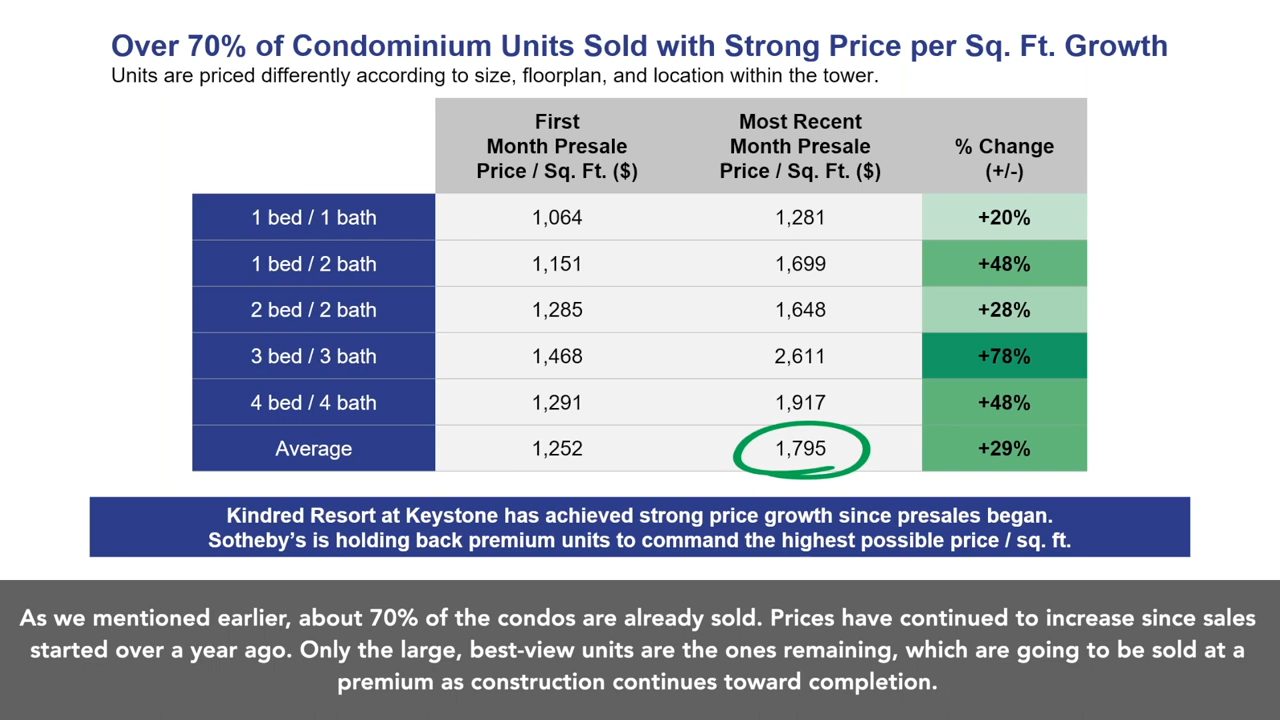 Over 70% of Condominium Units Sold with Strong Price per Sq. Ft. Growth
Units are priced differently according to size, floorplan, and location within the tower.
First Month Presale Price / Sq. Ft. ($) Most Recent Month Presale Price / Sq. Ft. ($) % Change (+/-)
1 bed / 1 bath 1,064 1,281 +20%
1 bed / 2 bath 1,151 1,699 +48%
2 bed / 2 bath 1,285 1,648 +28%
3 bed / 3 bath 1,468 2,611 +78%
4 bed / 4 bath 1,291 1,917 +48%
Average 1,252 1,795 +29%
Kindred Resort at Keystone has achieved strong price growth since presales began.
Sotheby's is holding back premium units to command the highest possible price / sq. ft.
As we mentioned earlier, about 70% of the condos are already sold. Prices have continued to increase since sales
started over a year ago. Only the large, best-view units are the ones remaining, which are going to be sold at a
premium as construction continues toward completion.